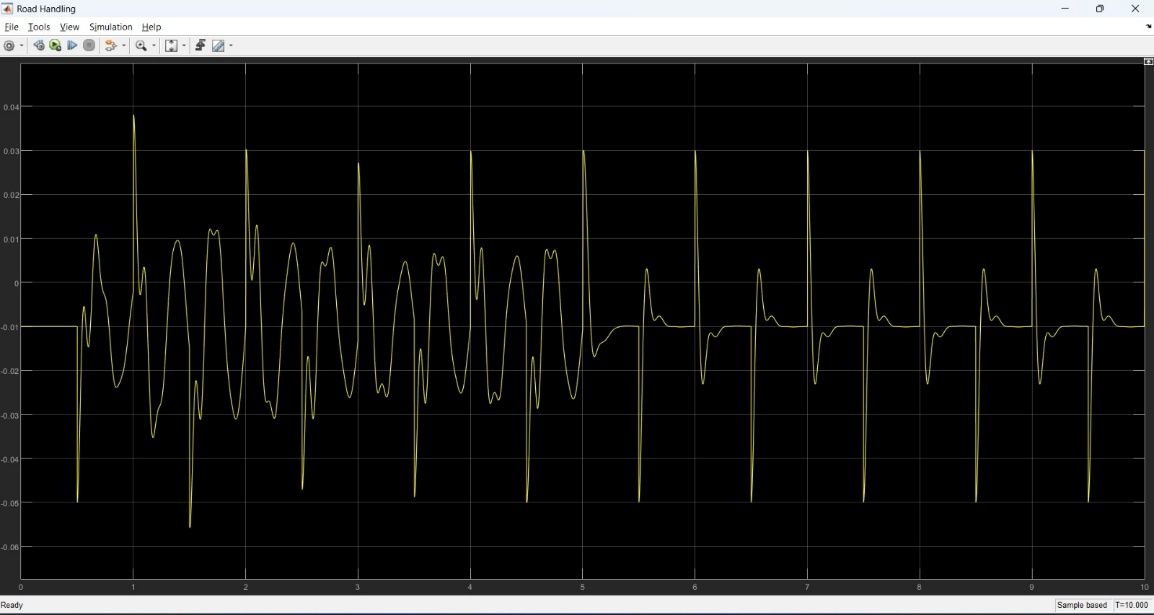 Road Handling
File Tools View Simulation Help
0.04
0.03
0.02
0.01
0
-0.01
-0.02
-0.03
-0.04
-0.05
-0.06
0 1 2 3 4 5 6 7 8 9 10
Ready Sample based T=10.000